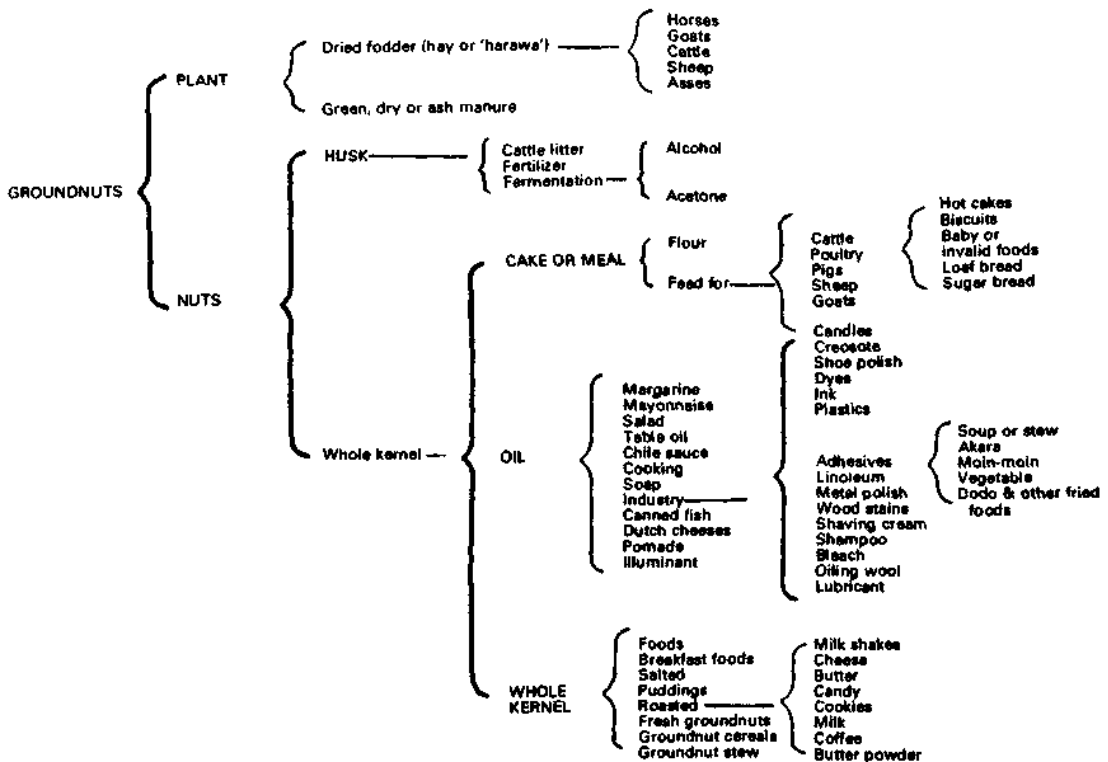 GROUNDNUTS
PLANT
Dried fodder (hay or 'harawa')
Horses
Goats
Cattle
Sheep
Asses
Green, dry or ash manure
NUTS
HUSK
Cattle litter
Fertilizer
Fermentation
Alcohol
Acetone
Whole kernel
CAKE OR MEAL
Flour
Feed for
Cattle
Poultry
Pigs
Sheep
Goats
Hot cakes
Biscuits
Baby or
invalid foods
Loaf bread
Sugar bread
OIL
Margarine
Mayonnaise
Salad
Table oil
Chile sauce
Cooking
Soap
Industry
Canned fish
Dutch cheeses
Pomade
Illuminant
Candles
Creosote
Shoe polish
Dyes
Ink
Plastics
Adhesives
Linoleum
Metal polish
Wood stains
Shaving cream
Shampoo
Bleach
Oiling wool
Lubricant
Soup or stew
Akara
Moin-moin
Vegetable
Dodo & other fried
foods
WHOLE
KERNEL
Foods
Breakfast foods
Salted
Puddings
Roasted
Fresh groundnuts
Groundnut cereals
Groundnut stew
Milk shakes
Cheese
Butter
Candy
Cookies
Milk
Coffee
Butter powder